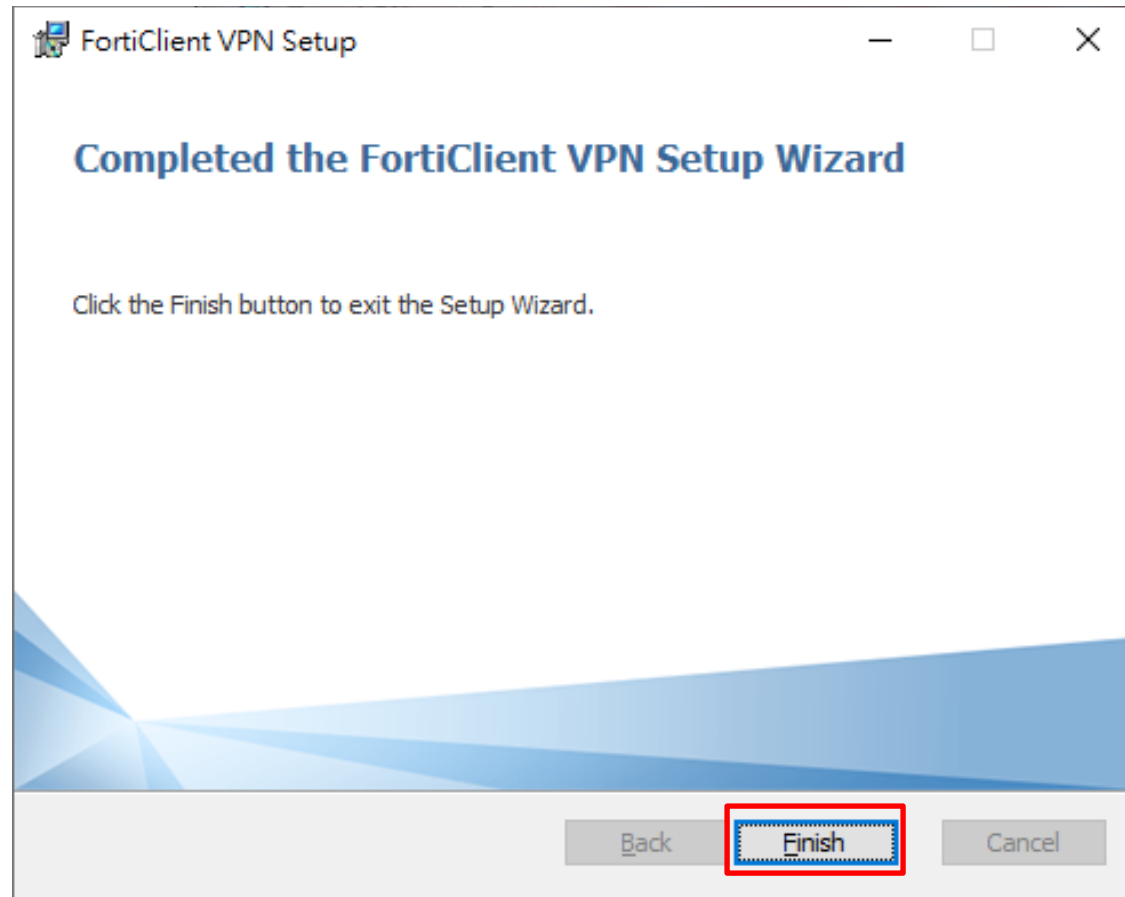 FortiClient VPN Setup
Completed the FortiClient VPN Setup Wizard
Click the Finish button to exit the Setup Wizard.
Back Finish Cancel